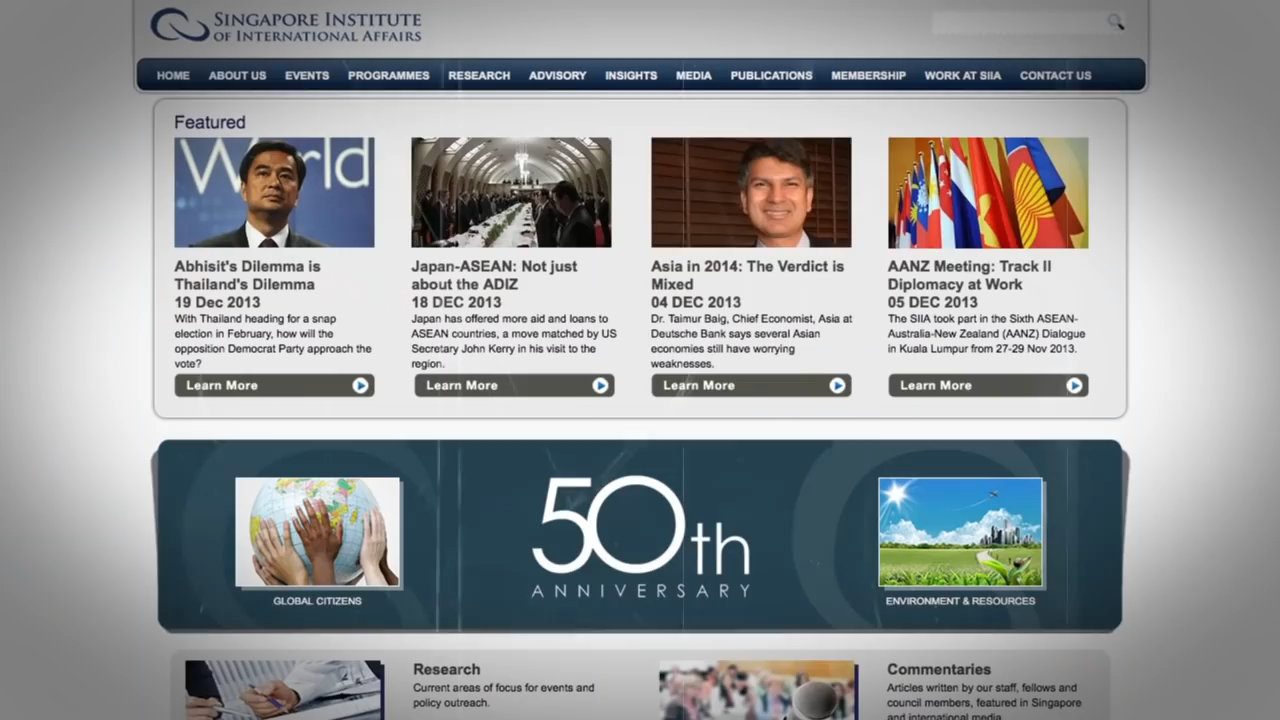 SINGAPORE INSTITUTE
OF INTERNATIONAL AFFAIRS
HOME ABOUT US EVENTS PROGRAMMES RESEARCH ADVISORY INSIGHTS MEDIA PUBLICATIONS MEMBERSHIP WORK AT SIIA CONTACT US
Featured
World
Abhisit's Dilemma is
Thailand's Dilemma
19 Dec 2013
With Thailand heading for a snap
election in February, how will the
opposition Democrat Party approach the
vote?
Learn More
Japan-ASEAN: Not just
about the ADIZ
18 DEC 2013
Japan has offered more aid and loans to
ASEAN countries, a move matched by US
Secretary John Kerry in his visit to the
region.
Learn More
Asia in 2014: The Verdict is
Mixed
04 DEC 2013
Dr. Taimur Baig, Chief Economist, Asia at
Deutsche Bank says several Asian
economies still have worrying
weaknesses.
Learn More
AANZ Meeting: Track II
Diplomacy at Work
05 DEC 2013
The SIIA took part in the Sixth ASEAN-
Australia-New Zealand (AANZ) Dialogue
in Kuala Lumpur from 27-29 Nov 2013.
Learn More
GLOBAL CITIZENS
50th
ANNIVERSARY
ENVIRONMENT & RESOURCES
Research
Current areas of focus for events and
policy outreach.
Commentaries
Articles written by our staff, fellows and
council members, featured in Singapore
and international media.